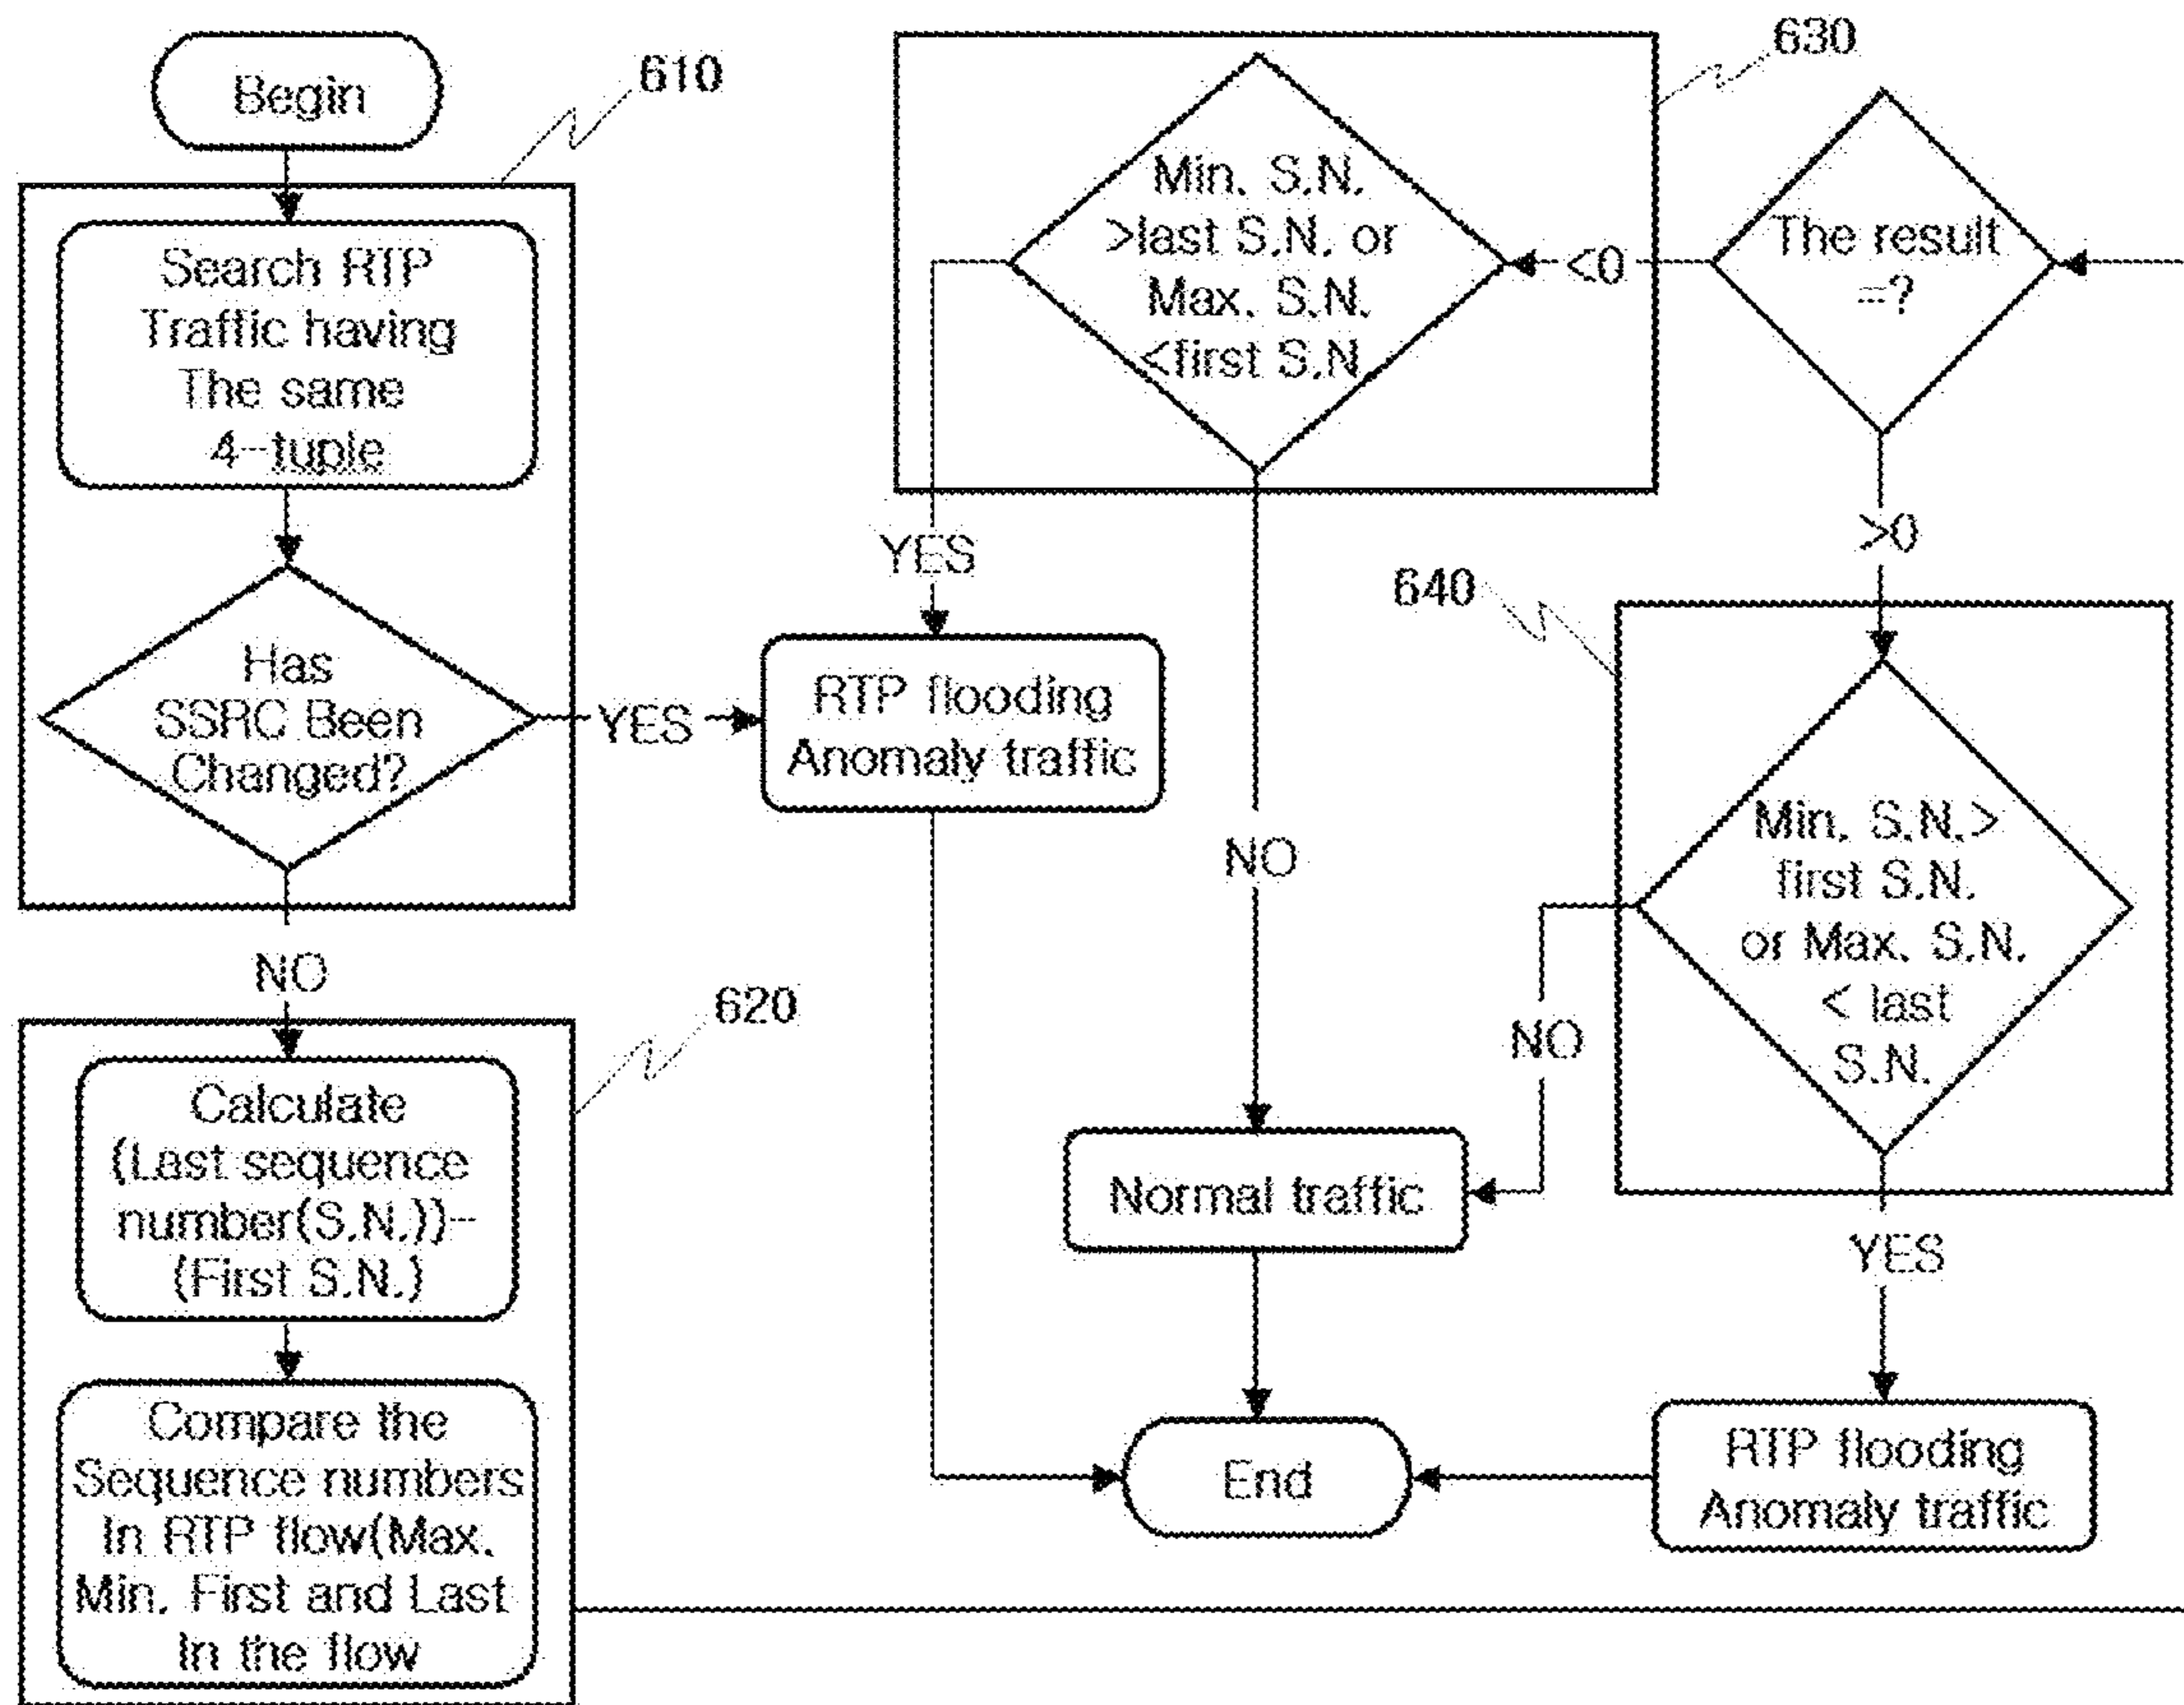 Begin
610
Search RTP
Traffic having
The same
4-tuple
Has
SSRC Been
Changed?
YES
NO
620
Calculate
(Last sequence
number(S.N.))-
(First S.N.)
Compare the
Sequence numbers
In RTP flow(Max.
Min. First and Last
In the flow
630
Min. S.N.
>last S.N. or
Max. S.N.
<first S.N.
<0
The result
=?
>0
YES
RTP flooding
Anomaly traffic
NO
640
Min. S.N.>
first S.N.
or Max. S.N.
< last
S.N.
NO
Normal traffic
YES
End
RTP flooding
Anomaly traffic